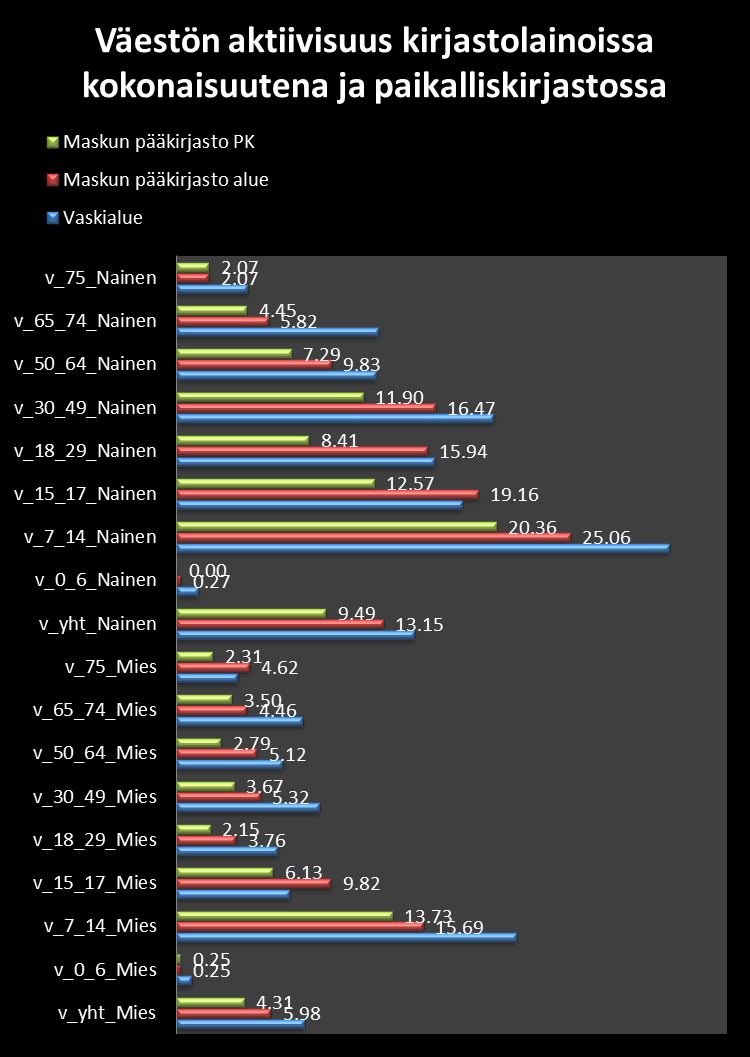 Väestön aktiivisuus kirjastolainoissa
kokonaisuutena ja paikalliskirjastossa
Maskun pääkirjasto PK
Maskun pääkirjasto alue
Vaskialue
v_75_Nainen
2.07
2.07
v_65_74_Nainen
4.45
5.82
v_50_64_Nainen
7.29
9.83
v_30_49_Nainen
11.90
16.47
v_18_29_Nainen
8.41
15.94
v_15_17_Nainen
12.57
19.16
v_7_14_Nainen
20.36
25.06
v_0_6_Nainen
0.00
0.27
v_yht_Nainen
9.49
13.15
v_75_Mies
2.31
4.62
v_65_74_Mies
3.50
4.46
v_50_64_Mies
2.79
5.12
v_30_49_Mies
3.67
5.32
v_18_29_Mies
2.15
3.76
v_15_17_Mies
6.13
9.82
v_7_14_Mies
13.73
15.69
v_0_6_Mies
0.25
0.25
v_yht_Mies
4.31
5.98